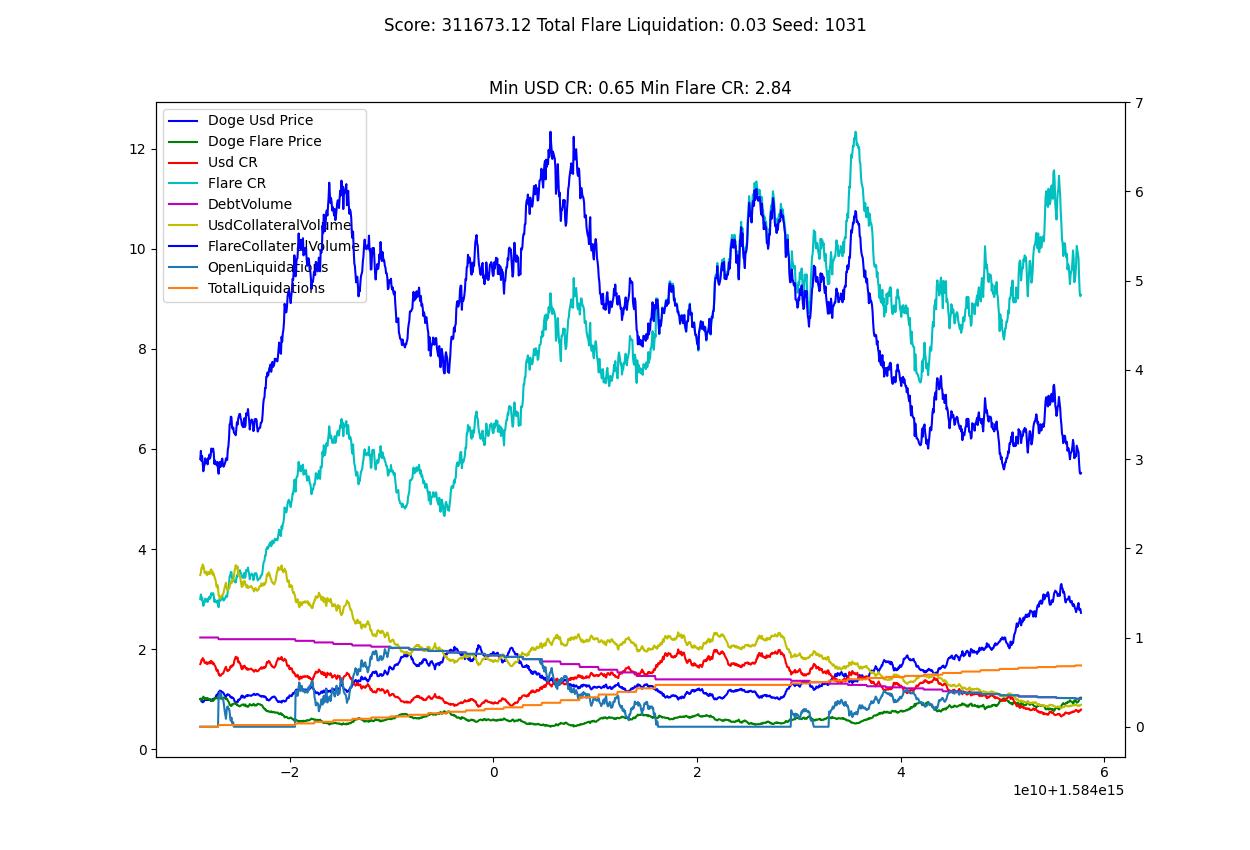 Score: 311673.12 Total Flare Liquidation: 0.03 Seed: 1031
Min USD CR: 0.65 Min Flare CR: 2.84
Doge Usd Price
Doge Flare Price
Usd CR
Flare CR
DebtVolume
UsdCollateralVolume
FlareCollateralVolume
OpenLiquidations
TotalLiquidations
12
10
8
6
4
2
0
7
6
5
4
3
2
1
0
−2
0
2
4
6
1e10+1.584e15